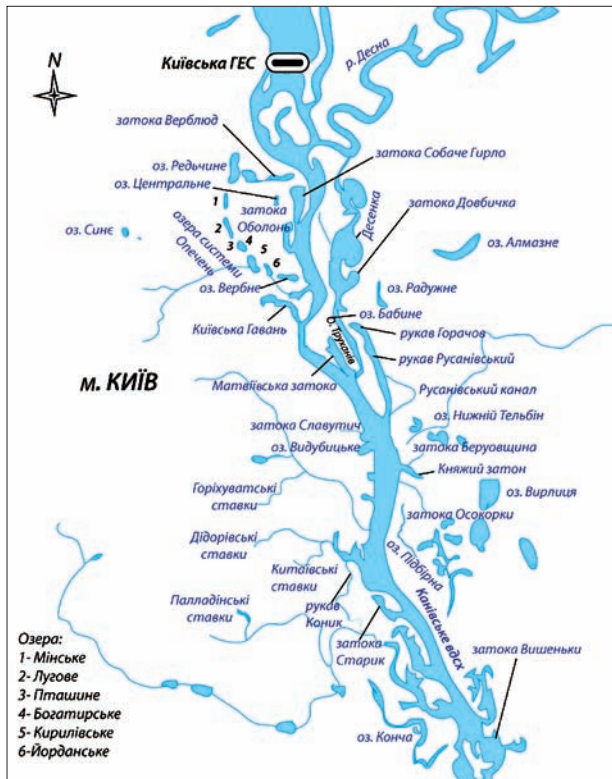 N
Київська ГЕС
р. Десна
затока Верблюд
оз. Редьчине
оз. Центральне
затока Собаче Гирло
1
затока
Оболонь
Десенка
затока Довбичка
2
оз. Синє
озера системи
Опечень
3
4
5
6
оз. Алмазне
оз. Вербне
оз. Радужне
оз. Бабине
Київська Гавань
о. Труханів
рукав Горачов
рукав Русанівський
м. КИЇВ
Матвіївська затока
Русанівський канал
затока Славутич
оз. Нижній Тельбін
оз. Видубицьке
затока Беруовщина
Княжий затон
Горіхуватські
ставки
оз. Вирлиця
затока Осокорки
Дідорівські
ставки
оз. Підбірна
Китаївські
ставки
Палладінські
ставки
рукав
Коник
Канівське вдсх
затока
Старик
затока Вишеньки
оз. Конча
Озера:
1- Мінське
2- Лугове
3- Пташине
4- Богатирське
5- Кирилівське
6-Йорданське